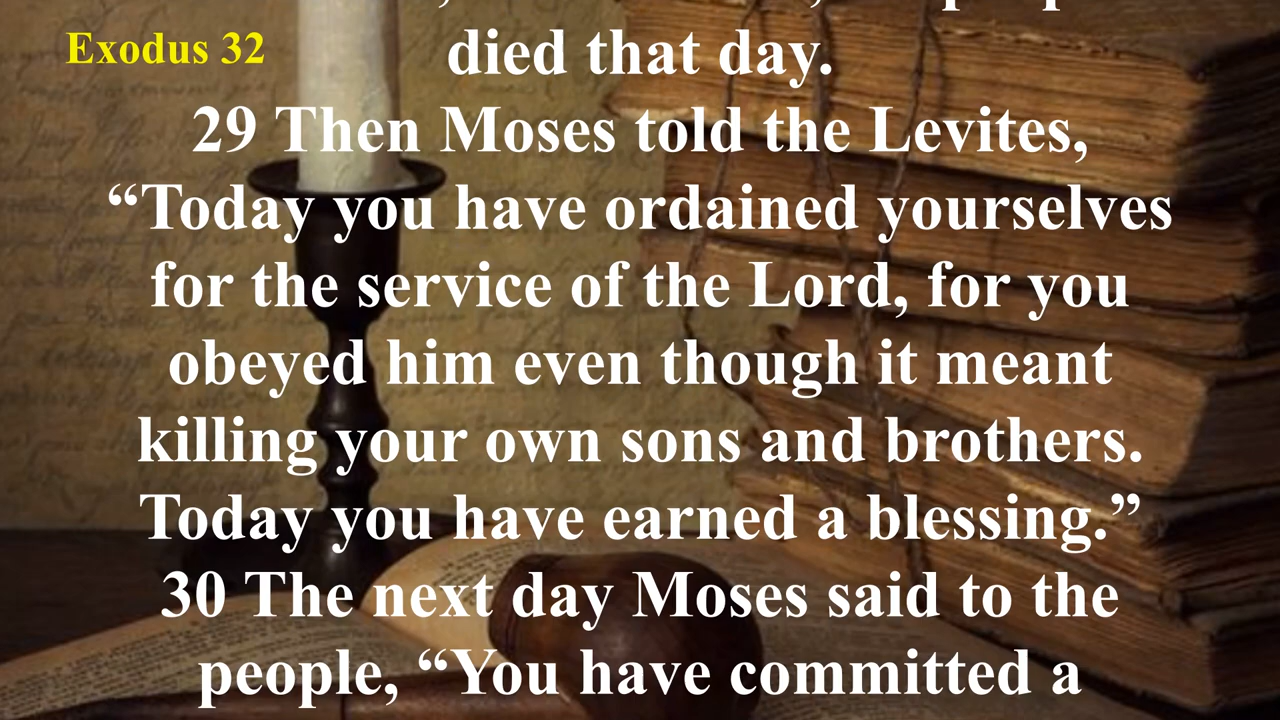 Exodus 32
died that day.
29 Then Moses told the Levites,
“Today you have ordained yourselves
for the service of the Lord, for you
obeyed him even though it meant
killing your own sons and brothers.
Today you have earned a blessing.”
30 The next day Moses said to the
people, “You have committed a